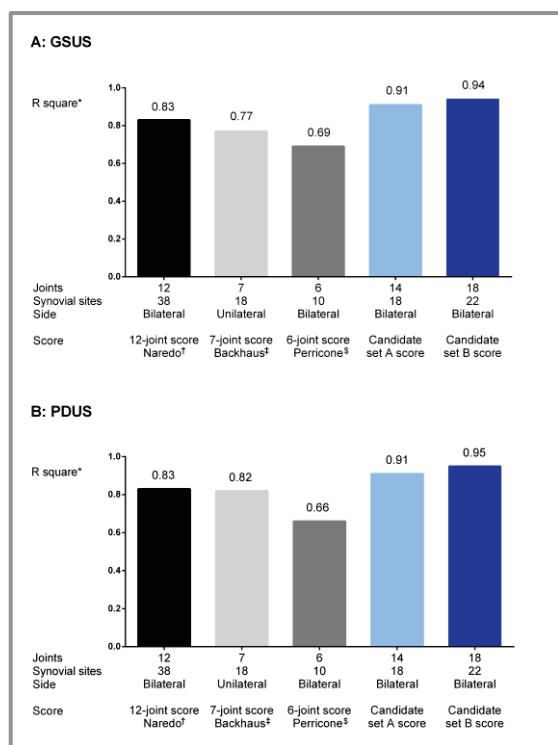 A: GSUS
R square*
1.0
0.8
0.6
0.4
0.2
0.0
0.83
0.77
0.69
0.91
0.94
Joints 12 7 6 14 18
Synovial sites 38 18 10 18 22
Side Bilateral Unilateral Bilateral Bilateral Bilateral
Score 12-joint score 7-joint score 6-joint score Candidate Candidate
Naredo† Backhaus‡ Perricone$ set A score set B score
B: PDUS
R square*
1.0
0.8
0.6
0.4
0.2
0.0
0.83
0.82
0.66
0.91
0.95
Joints 12 7 6 14 18
Synovial sites 38 18 10 18 22
Side Bilateral Unilateral Bilateral Bilateral Bilateral
Score 12-joint score 7-joint score 6-joint score Candidate Candidate
Naredo† Backhaus‡ Perricone$ set A score set B score